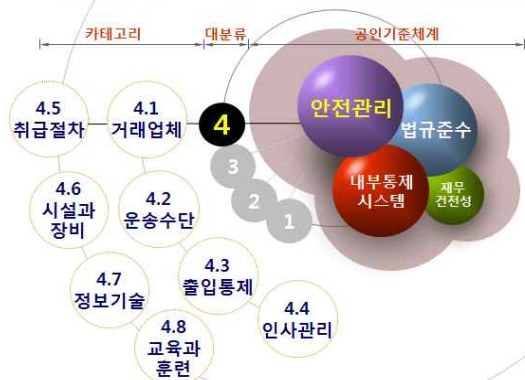 카테고리 대분류 공인기준체계
4.5
취급절차
4.1
거래업체
4
안전관리
법규준수
3
2
1
내부통제
시스템
재무
건전성
4.6
시설과
장비
4.2
운송수단
4.7
정보기술
4.3
출입통제
4.4
인사관리
4.8
교육과
훈련